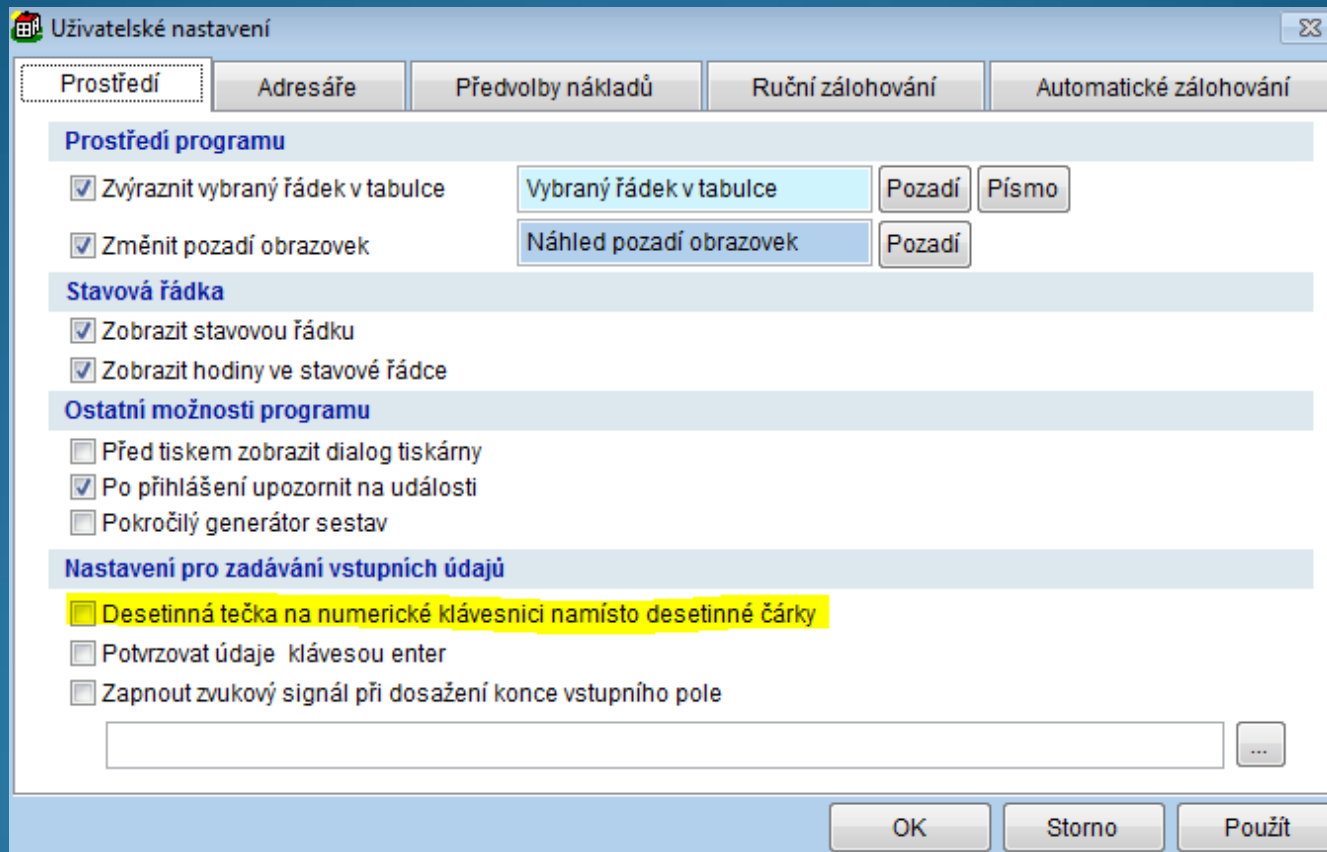 Uživatelské nastavení
Prostředí Adresáře Předvolby nákladů Ruční zálohování Automatické zálohování
Prostředí programu
Zvýraznit vybraný řádek v tabulce Vybraný řádek v tabulce Pozadí Písmo
Změnit pozadí obrazovek Náhled pozadí obrazovek Pozadí
Stavová řádka
Zobrazit stavovou řádku
Zobrazit hodiny ve stavové řádce
Ostatní možnosti programu
Před tiskem zobrazit dialog tiskárny
Po přihlášení upozornit na události
Pokročilý generátor sestav
Nastavení pro zadávání vstupních údajů
Desetinná tečka na numerické klávesnici namísto desetinné čárky
Potvrzovat údaje klávesou enter
Zapnout zvukový signál při dosažení konce vstupního pole
...
OK Storno Použít